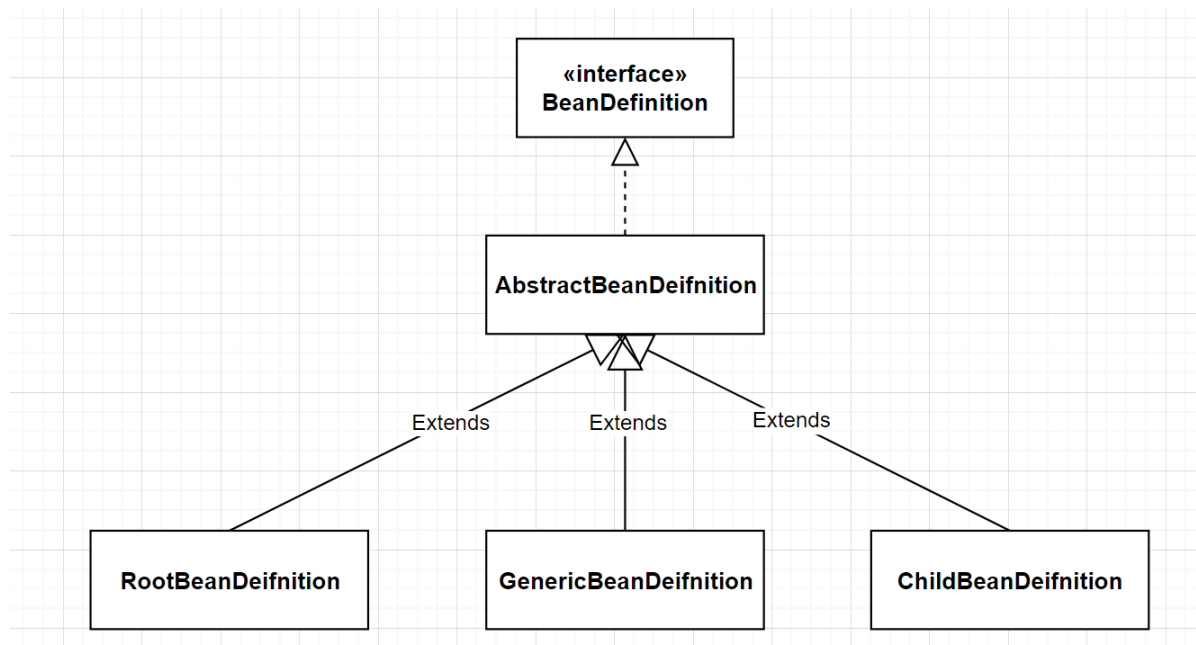 «interface»
BeanDefinition
AbstractBeanDeifnition
Extends
Extends
Extends
RootBeanDeifnition
GenericBeanDeifnition
ChildBeanDeifnition